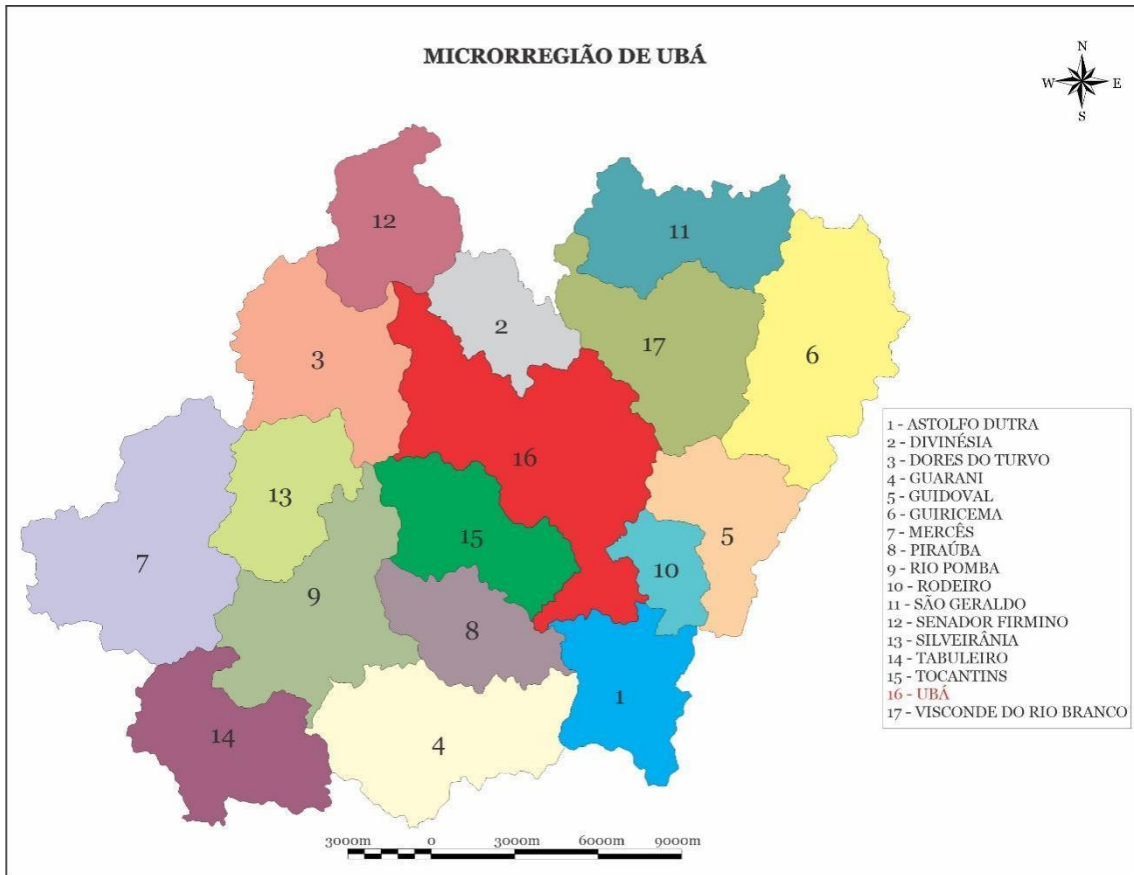 MICRORREGIÃO DE UBÁ
N
W E
S
12
11
2
17
3
6
16
13
5
15
7
10
9
8
1
14
4
1 - ASTOLFO DUTRA
2 - DIVINÉSIA
3 - DORES DO TURVO
4 - GUARANI
5 - GUIDOVAL
6 - GUIRICEMA
7 - MERCÊS
8 - PIRAÚBA
9 - RIO POMBA
10 - RODEIRO
11 - SÃO GERALDO
12 - SENADOR FIRMINO
13 - SILVEIRÂNIA
14 - TABULEIRO
15 - TOCANTINS
16 - UBÁ
17 - VISCONDE DO RIO BRANCO
3000m 0 3000m 6000m 9000m